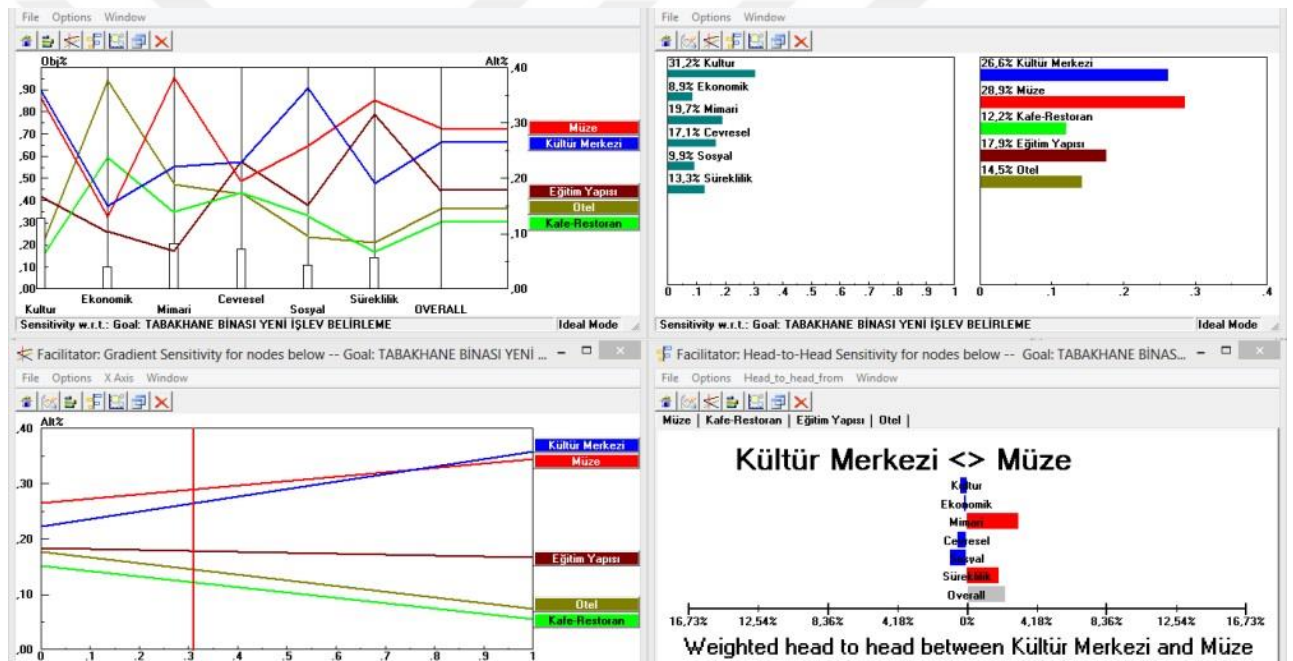 File Options Window
Obj% Alt%
,90
,80
,70
,60
,50
,40
,30
,20
,10
,00
,40
,30
,20
,10
,00
Müze
Kültür Merkezi
Eğitim Yapısı
Otel
Kafe-Restoran
Kultur Ekonomik Mimari Cevresel Sosyal Süreklilik OVERALL
Sensitivity w.r.t.: Goal: TABAKHANE BİNASI YENİ İŞLEV BELİRLEME Ideal Mode
File Options Window
31,2% Kultur
8,9% Ekonomik
19,7% Mimari
17,1% Cevresel
9,9% Sosyal
13,3% Süreklilik
0 .1 .2 .3 .4 .5 .6 .7 .8 .9 1
26,6% Kültür Merkezi
28,9% Müze
12,2% Kafe-Restoran
17,9% Eğitim Yapısı
14,5% Otel
0 .1 .2 .3 .4
Sensitivity w.r.t.: Goal: TABAKHANE BİNASI YENİ İŞLEV BELİRLEME Ideal Mode
Facilitator: Gradient Sensitivity for nodes below -- Goal: TABAKHANE BİNASI YENİ ...
File Options X Axis Window
Alt%
,40
,30
,20
,10
,00
Kültür Merkezi
Müze
Eğitim Yapısı
Otel
Kafe-Restoran
0 .1 .2 .3 .4 .5 .6 .7 .8 .9 1
Facilitator: Head-to-Head Sensitivity for nodes below -- Goal: TABAKHANE BİNAS...
File Options Head_to_head_from Window
Müze | Kafe-Restoran | Eğitim Yapısı | Otel |
Kültür Merkezi <> Müze
Kultur
Ekonomik
Mimari
Cevresel
Sosyal
Süreklilik
Overall
16,73% 12,54% 8,36% 4,18% 0% 4,18% 8,36% 12,54% 16,73%
Weighted head to head between Kültür Merkezi and Müze